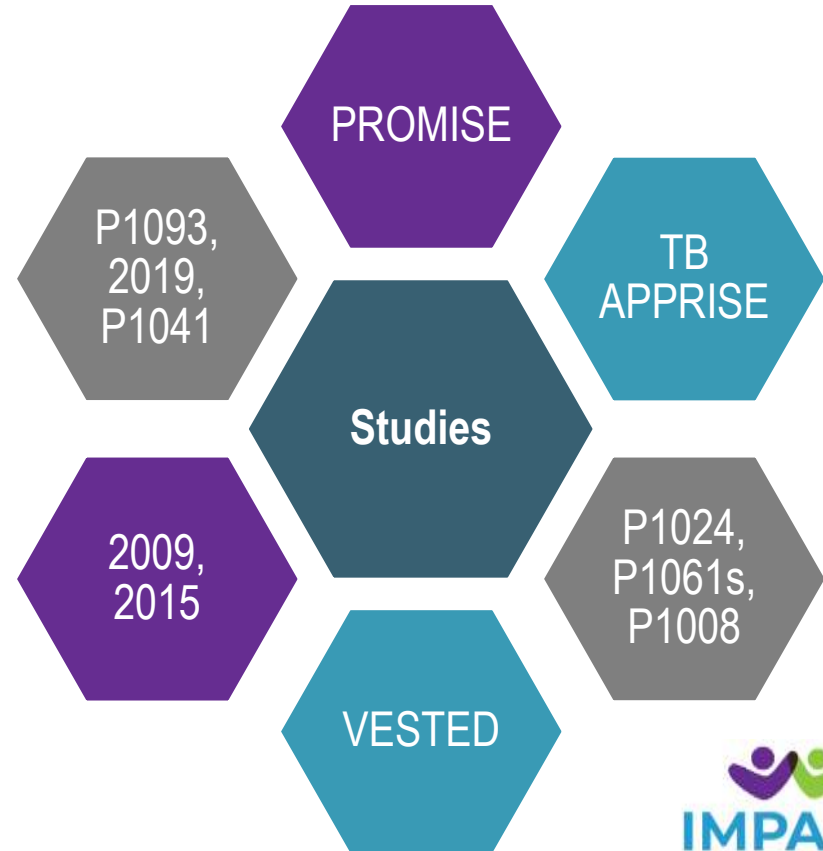 PROMISE
P1093,
2019,
P1041
TB
APPRISE
Studies
2009,
2015
P1024,
P1061s,
P1008
VESTED
IMPA